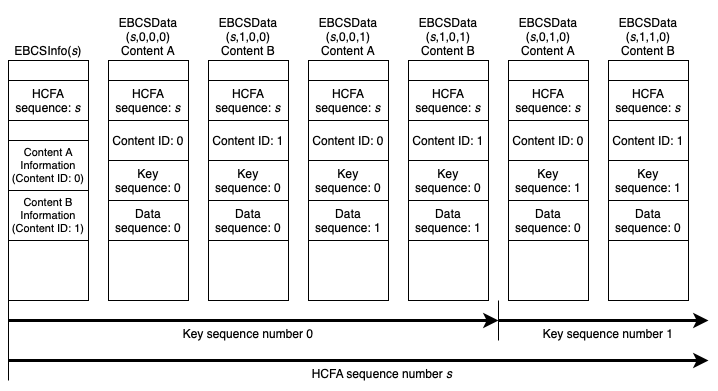 EBCSInfo(s)
HCFA
sequence: s
Content A
Information
(Content ID: 0)
Content B
Information
(Content ID: 1)
EBCSData
(s,0,0,0)
Content A
HCFA
sequence: s
Content ID: 0
Key
sequence: 0
Data
sequence: 0
EBCSData
(s,1,0,0)
Content B
HCFA
sequence: s
Content ID: 1
Key
sequence: 0
Data
sequence: 0
EBCSData
(s,0,0,1)
Content A
HCFA
sequence: s
Content ID: 0
Key
sequence: 0
Data
sequence: 1
EBCSData
(s,1,0,1)
Content B
HCFA
sequence: s
Content ID: 1
Key
sequence: 0
Data
sequence: 1
EBCSData
(s,0,1,0)
Content A
HCFA
sequence: s
Content ID: 0
Key
sequence: 1
Data
sequence: 0
EBCSData
(s,1,1,0)
Content B
HCFA
sequence: s
Content ID: 1
Key
sequence: 1
Data
sequence: 0
Key sequence number 0
Key sequence number 1
HCFA sequence number s